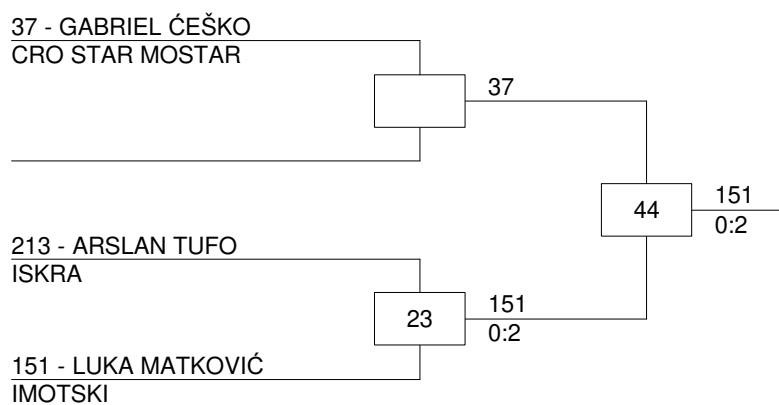 37 - GABRIEL ĆEŠKO
CRO STAR MOSTAR
37
44
151
0:2
213 - ARSLAN TUFO
ISKRA
23
151
0:2
151 - LUKA MATKOVIĆ
IMOTSKI